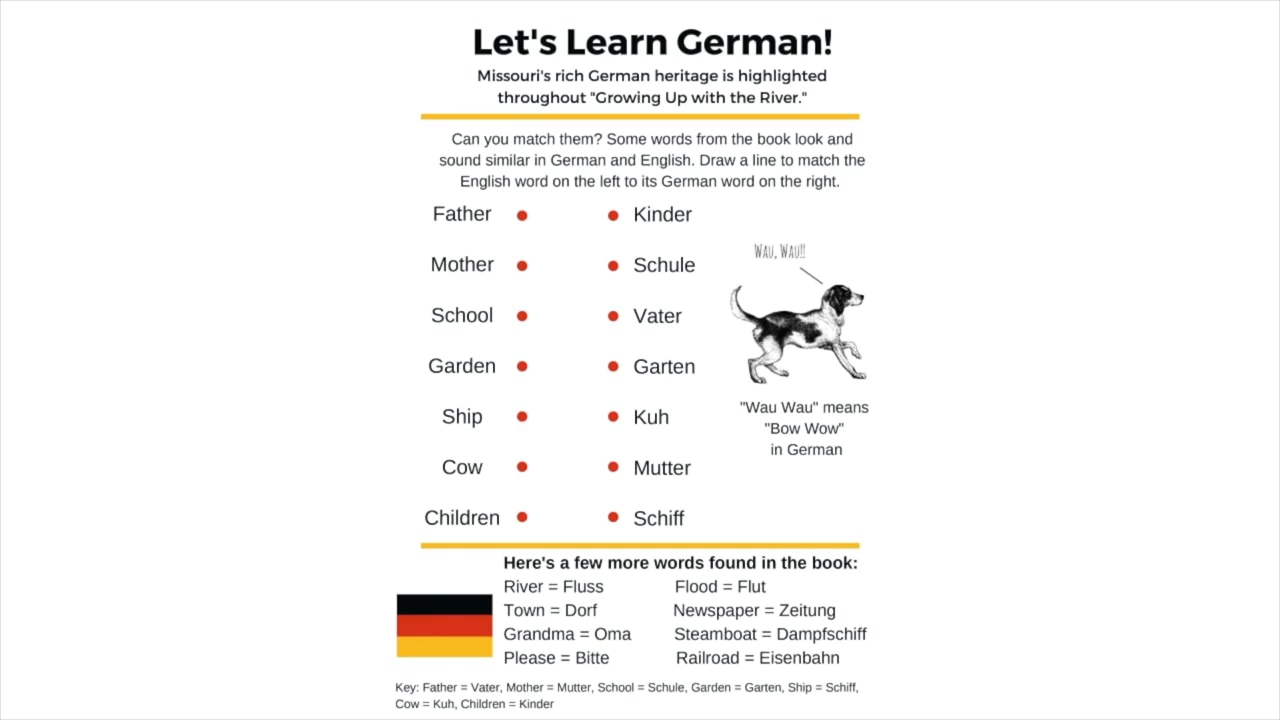 Let's Learn German!
Missouri's rich German heritage is highlighted
throughout "Growing Up with the River."
Can you match them? Some words from the book look and
sound similar in German and English. Draw a line to match the
English word on the left to its German word on the right.
Father Kinder
Mother Schule
School Vater
Garden Garten
Ship Kuh
Cow Mutter
Children Schiff
WAU, WAU!!
"Wau Wau" means
"Bow Wow"
in German
Here's a few more words found in the book:
River = Fluss Flood = Flut
Town = Dorf Newspaper = Zeitung
Grandma = Oma Steamboat = Dampfschiff
Please = Bitte Railroad = Eisenbahn
Key: Father = Vater, Mother = Mutter, School = Schule, Garden = Garten, Ship = Schiff,
Cow = Kuh, Children = Kinder